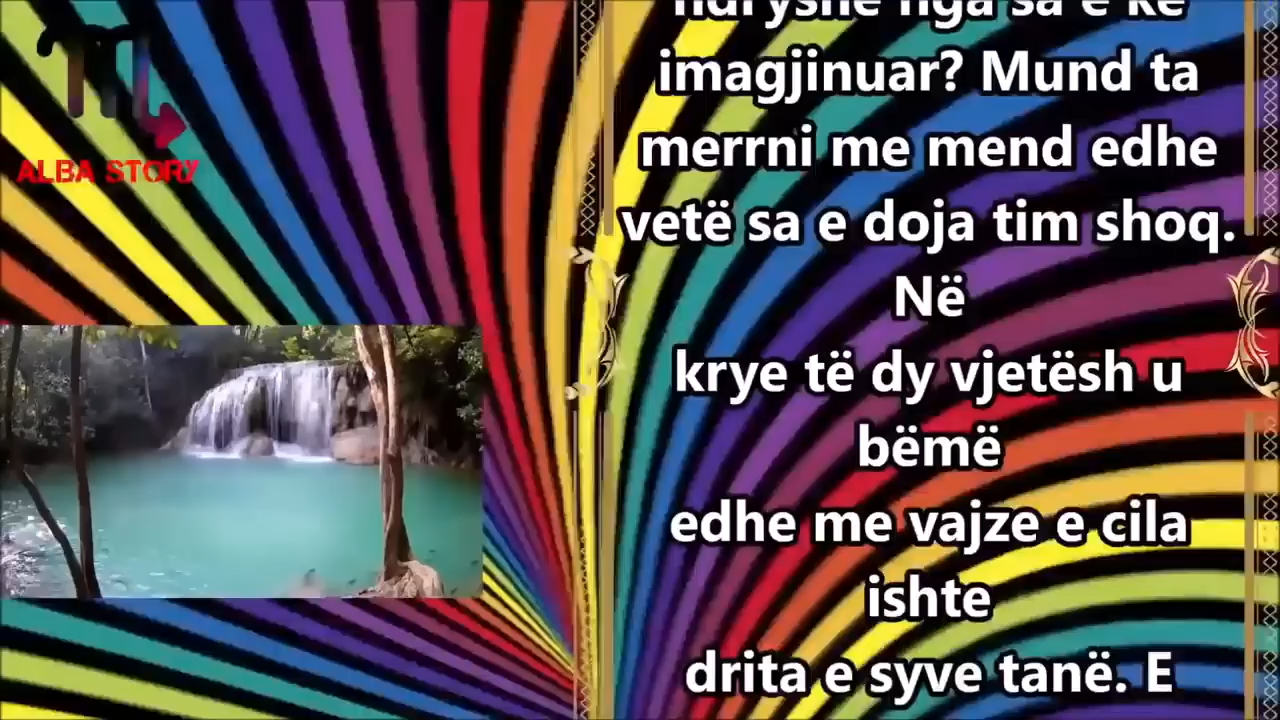 ALBA STORY
ndryshe nga sa e ke
imagjinuar? Mund ta
merrni me mend edhe
vetë sa e doja tim shoq.
Në
krye të dy vjetësh u
bëmë
edhe me vajze e cila
ishte
drita e syve tanë. E